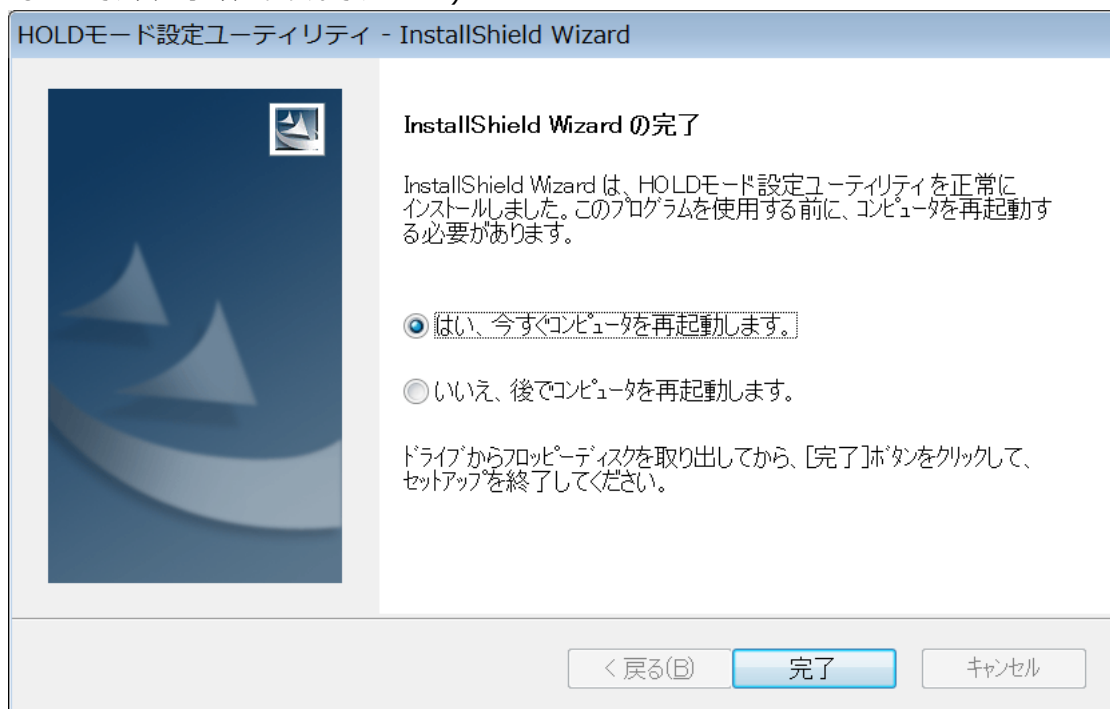 HOLDモード設定ユーティリティ - InstallShield Wizard
InstallShield Wizard の完了
InstallShield Wizard は、HOLDモード設定ユーティリティを正常に
インストールしました。このプログラムを使用する前に、コンピュータを再起動す
る必要があります。
はい、今すぐコンピュータを再起動します。
いいえ、後でコンピュータを再起動します。
ドライブからフロッピーディスクを取り出してから、[完了]ボタンをクリックして、
セットアップを終了してください。
< 戻る(B)
完了
キャンセル